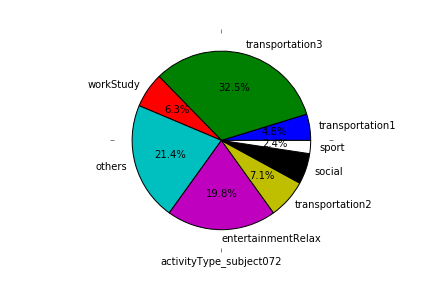 transportation3
32.5%
workStudy
6.3%
transportation1
4.8%
2.4%
sport
others
21.4%
social
7.1%
19.8%
transportation2
entertainmentRelax
activityType_subject072